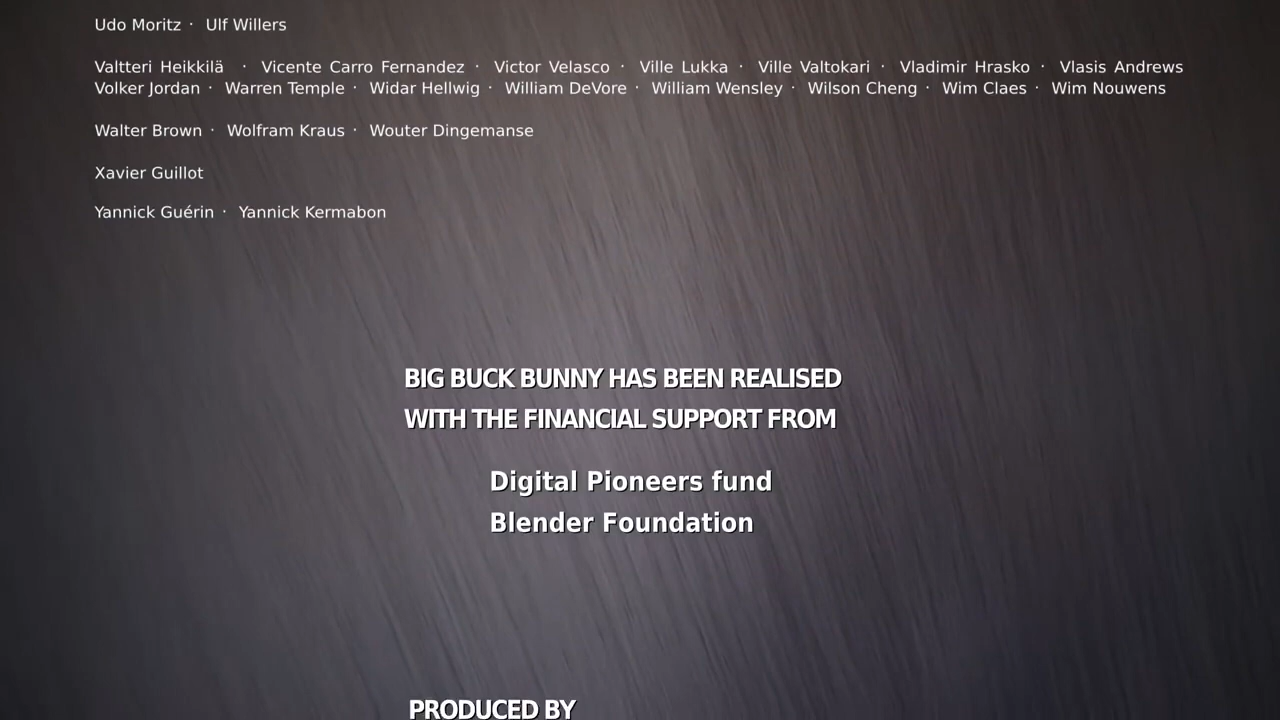 Udo Moritz · Ulf Willers
Valtteri Heikkilä · Vicente Carro Fernandez · Victor Velasco · Ville Lukka · Ville Valtokari · Vladimir Hrasko · Vlasis Andrews
Volker Jordan · Warren Temple · Widar Hellwig · William DeVore · William Wensley · Wilson Cheng · Wim Claes · Wim Nouwens
Walter Brown · Wolfram Kraus · Wouter Dingemanse
Xavier Guillot
Yannick Guérin · Yannick Kermabon
BIG BUCK BUNNY HAS BEEN REALISED
WITH THE FINANCIAL SUPPORT FROM
Digital Pioneers fund
Blender Foundation
PRODUCED BY